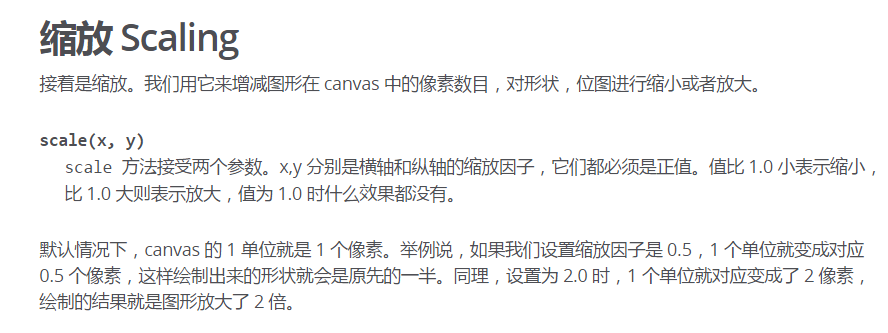 缩放 Scaling
接着是缩放。我们用它来增减图形在 canvas 中的像素数目，对形状，位图进行缩小或者放大。
scale(x, y)
scale 方法接受两个参数。x,y 分别是横轴和纵轴的缩放因子，它们都必须是正值。值比 1.0 小表示缩小，
比 1.0 大则表示放大，值为 1.0 时什么效果都没有。
默认情况下，canvas 的 1 单位就是 1 个像素。举例说，如果我们设置缩放因子是 0.5，1 个单位就变成对应
0.5 个像素，这样绘制出来的形状就会是原先的一半。同理，设置为 2.0 时，1 个单位就对应变成了 2 像素，
绘制的结果就是图形放大了 2 倍。